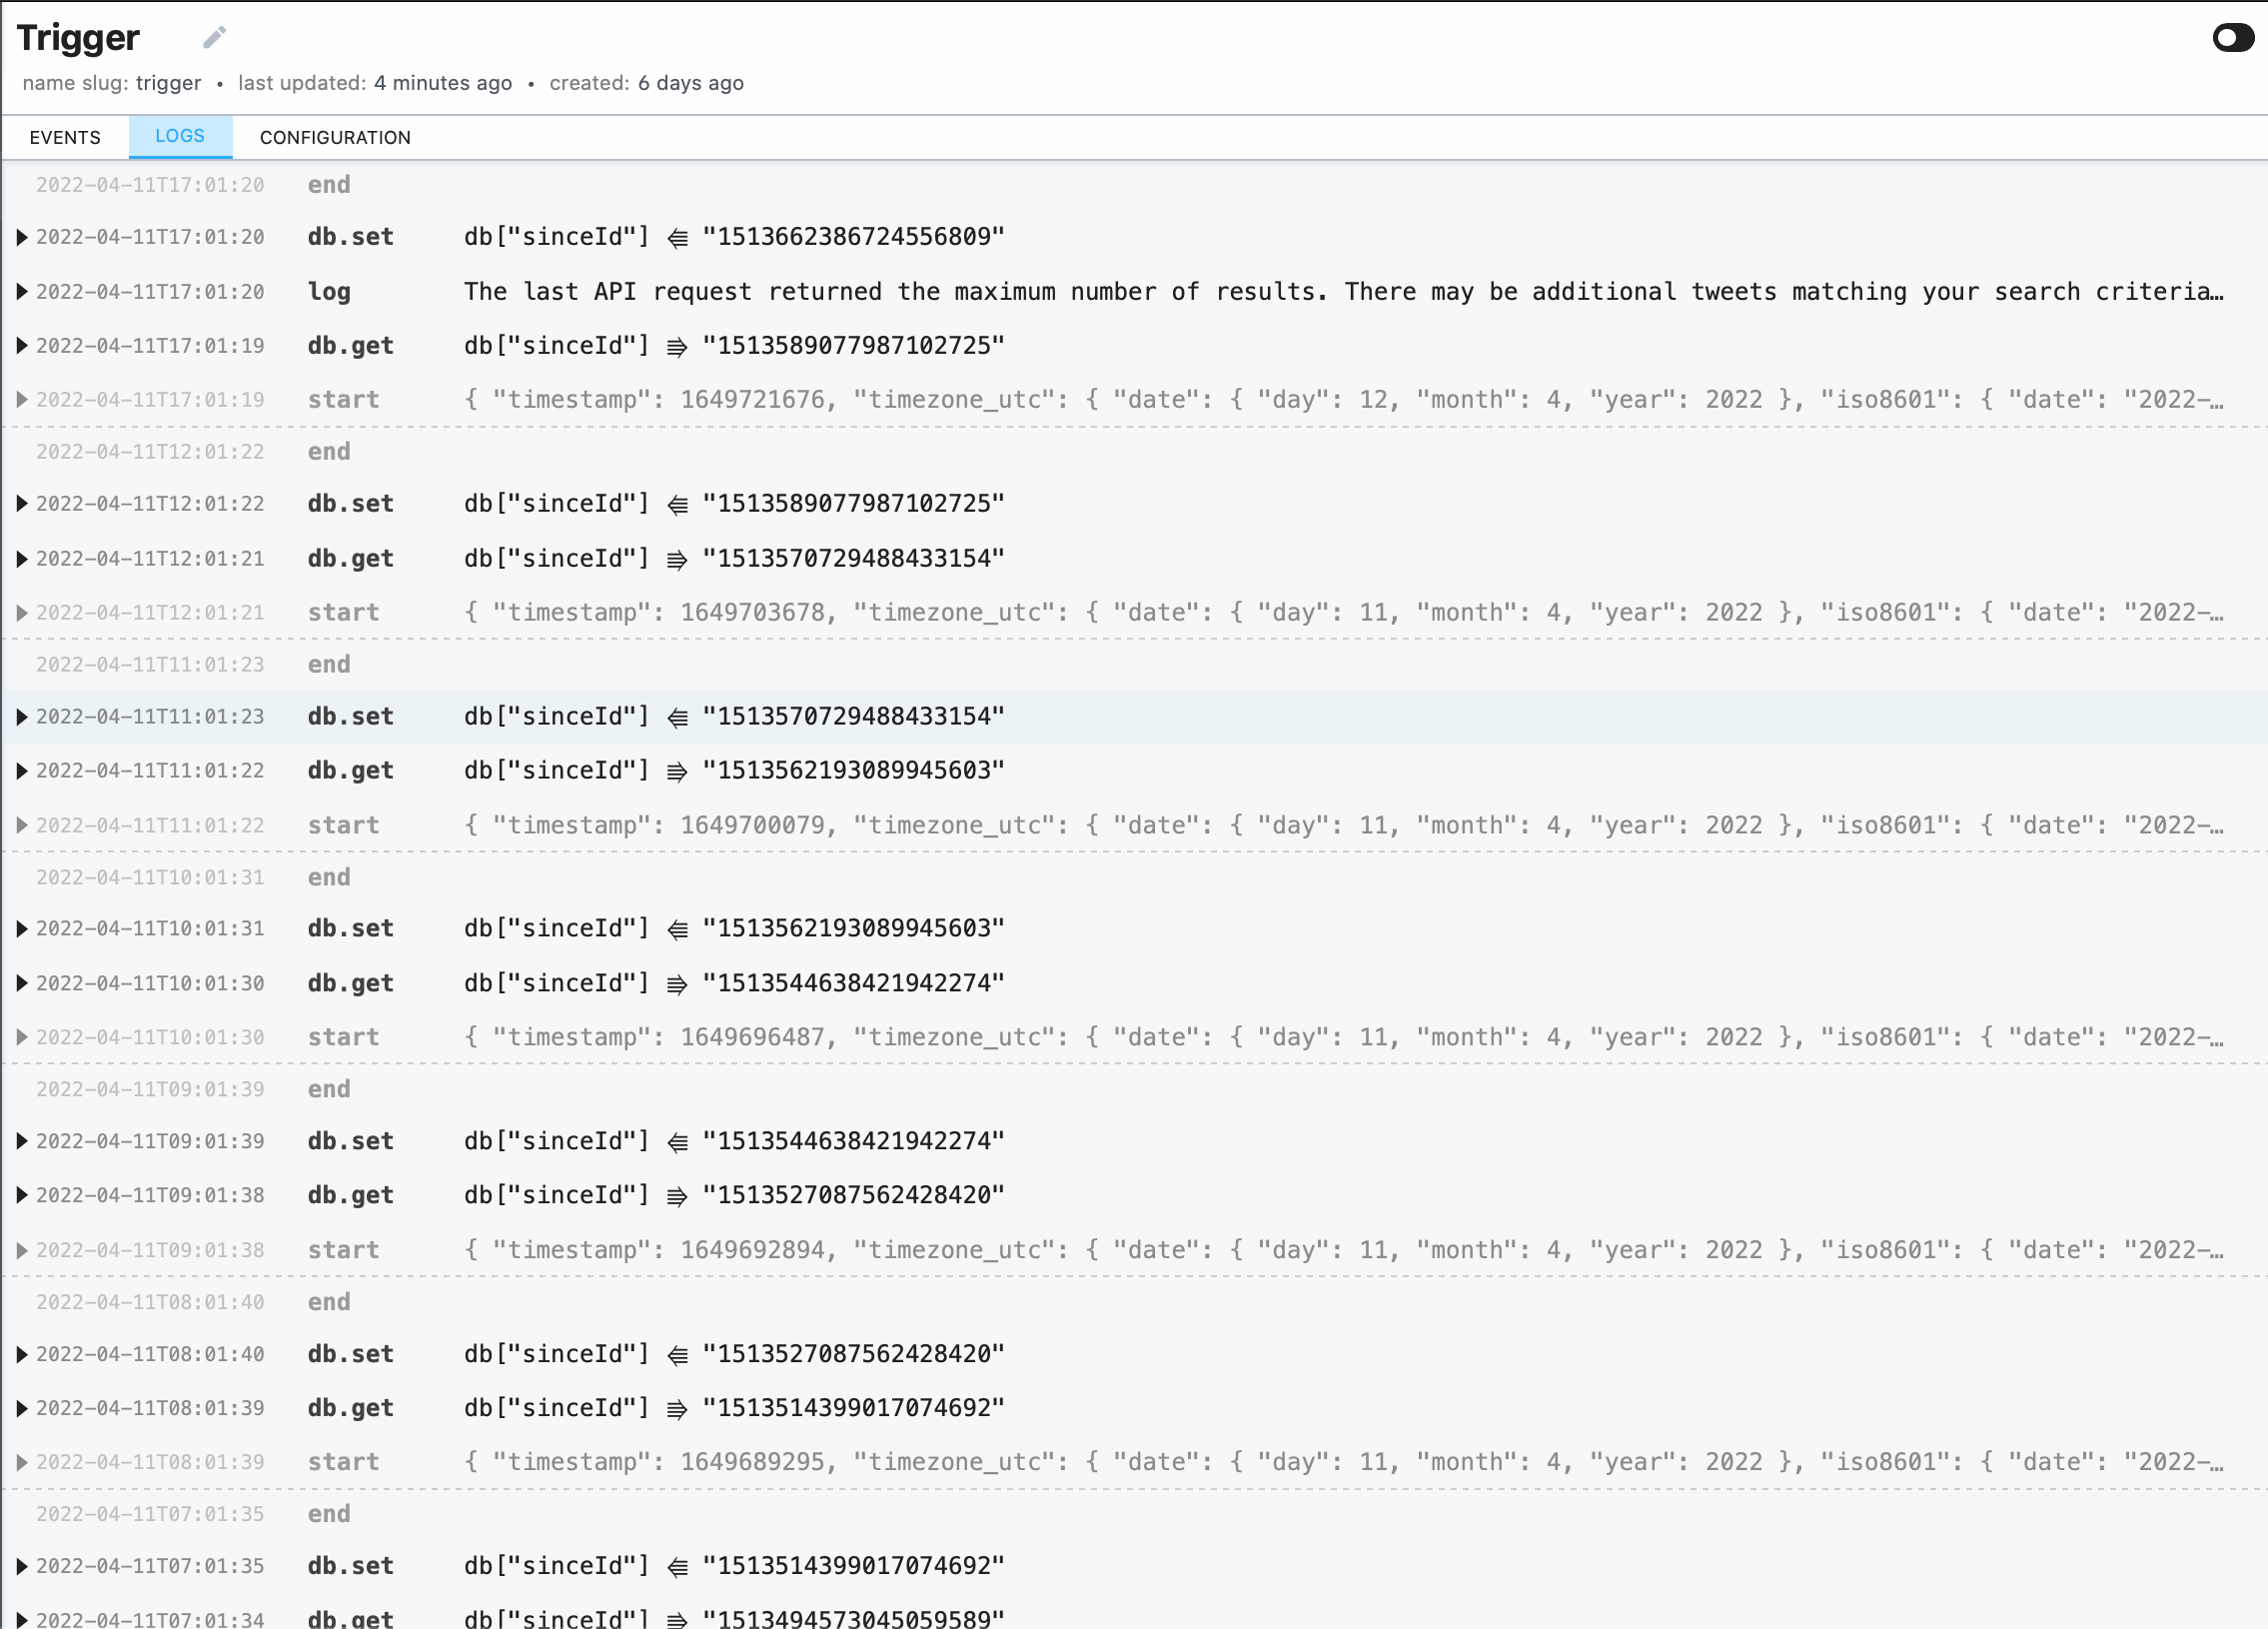 Trigger
name slug: trigger • last updated: 4 minutes ago • created: 6 days ago
EVENTS LOGS CONFIGURATION
2022-04-11T17:01:20 end
2022-04-11T17:01:20 db.set db["sinceId"] ⭅ "1513662386724556809"
2022-04-11T17:01:20 log The last API request returned the maximum number of results. There may be additional tweets matching your search criteria…
2022-04-11T17:01:19 db.get db["sinceId"] ⭆ "1513589077987102725"
2022-04-11T17:01:19 start { "timestamp": 1649721676, "timezone_utc": { "date": { "day": 12, "month": 4, "year": 2022 }, "iso8601": { "date": "2022-…
2022-04-11T12:01:22 end
2022-04-11T12:01:22 db.set db["sinceId"] ⭅ "1513589077987102725"
2022-04-11T12:01:21 db.get db["sinceId"] ⭆ "1513570729488433154"
2022-04-11T12:01:21 start { "timestamp": 1649703678, "timezone_utc": { "date": { "day": 11, "month": 4, "year": 2022 }, "iso8601": { "date": "2022-…
2022-04-11T11:01:23 end
2022-04-11T11:01:23 db.set db["sinceId"] ⭅ "1513570729488433154"
2022-04-11T11:01:22 db.get db["sinceId"] ⭆ "1513562193089945603"
2022-04-11T11:01:22 start { "timestamp": 1649700079, "timezone_utc": { "date": { "day": 11, "month": 4, "year": 2022 }, "iso8601": { "date": "2022-…
2022-04-11T10:01:31 end
2022-04-11T10:01:31 db.set db["sinceId"] ⭅ "1513562193089945603"
2022-04-11T10:01:30 db.get db["sinceId"] ⭆ "1513544638421942274"
2022-04-11T10:01:30 start { "timestamp": 1649696487, "timezone_utc": { "date": { "day": 11, "month": 4, "year": 2022 }, "iso8601": { "date": "2022-…
2022-04-11T09:01:39 end
2022-04-11T09:01:39 db.set db["sinceId"] ⭅ "1513544638421942274"
2022-04-11T09:01:38 db.get db["sinceId"] ⭆ "1513527087562428420"
2022-04-11T09:01:38 start { "timestamp": 1649692894, "timezone_utc": { "date": { "day": 11, "month": 4, "year": 2022 }, "iso8601": { "date": "2022-…
2022-04-11T08:01:40 end
2022-04-11T08:01:40 db.set db["sinceId"] ⭅ "1513527087562428420"
2022-04-11T08:01:39 db.get db["sinceId"] ⭆ "1513514399017074692"
2022-04-11T08:01:39 start { "timestamp": 1649689295, "timezone_utc": { "date": { "day": 11, "month": 4, "year": 2022 }, "iso8601": { "date": "2022-…
2022-04-11T07:01:35 end
2022-04-11T07:01:35 db.set db["sinceId"] ⭅ "1513514399017074692"
2022-04-11T07:01:34 db.get db["sinceId"] ⭆ "1513494573045059589"